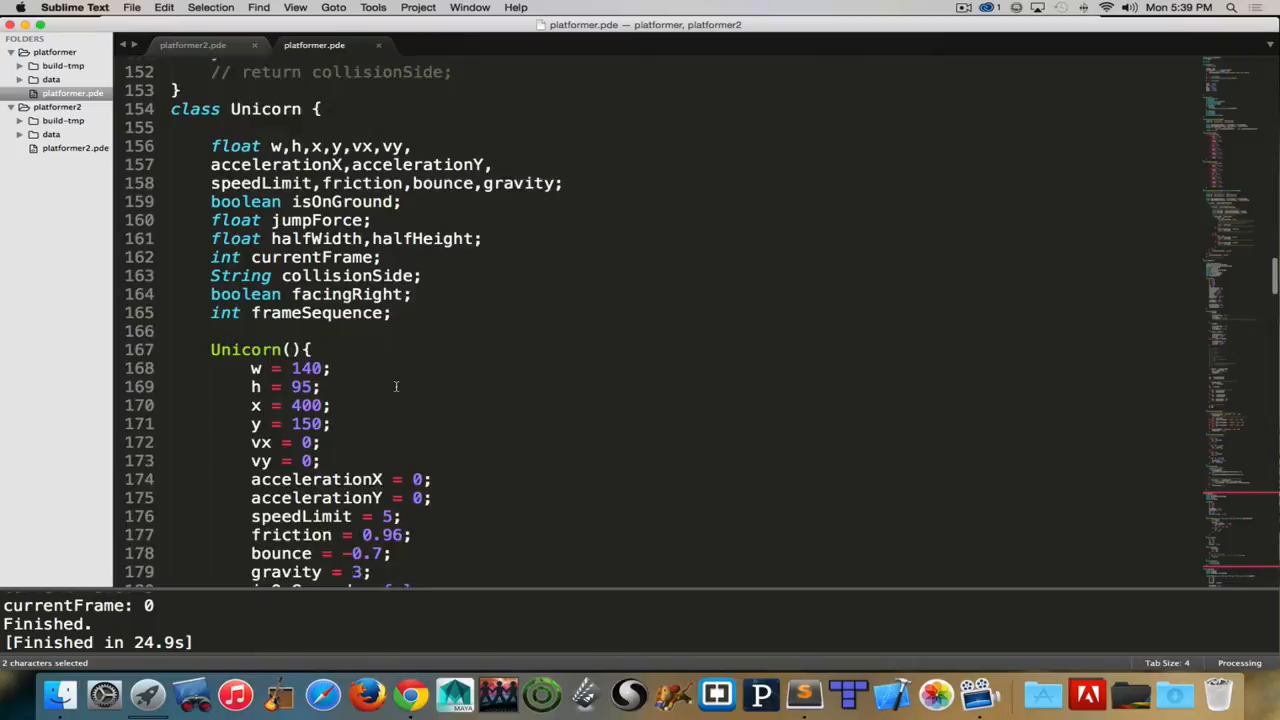 Sublime Text File Edit Selection Find View Goto Tools Project Window Help 1 Mon 5:39 PM
platformer.pde — platformer, platformer2
FOLDERS
platformer
build-tmp
data
platformer.pde
platformer2
build-tmp
data
platformer2.pde
platformer2.pde × platformer.pde ×
152 // return collisionSide;
153 }
154 class Unicorn {
155
156 float w,h,x,y,vx,vy,
157 accelerationX,accelerationY,
158 speedLimit,friction,bounce,gravity;
159 boolean isOnGround;
160 float jumpForce;
161 float halfWidth,halfHeight;
162 int currentFrame;
163 String collisionSide;
164 boolean facingRight;
165 int frameSequence;
166
167 Unicorn(){
168 w = 140;
169 h = 95;
170 x = 400;
171 y = 150;
172 vx = 0;
173 vy = 0;
174 accelerationX = 0;
175 accelerationY = 0;
176 speedLimit = 5;
177 friction = 0.96;
178 bounce = -0.7;
179 gravity = 3;
currentFrame: 0
Finished.
[Finished in 24.9s]
2 characters selected Tab Size: 4 Processing
MAYA